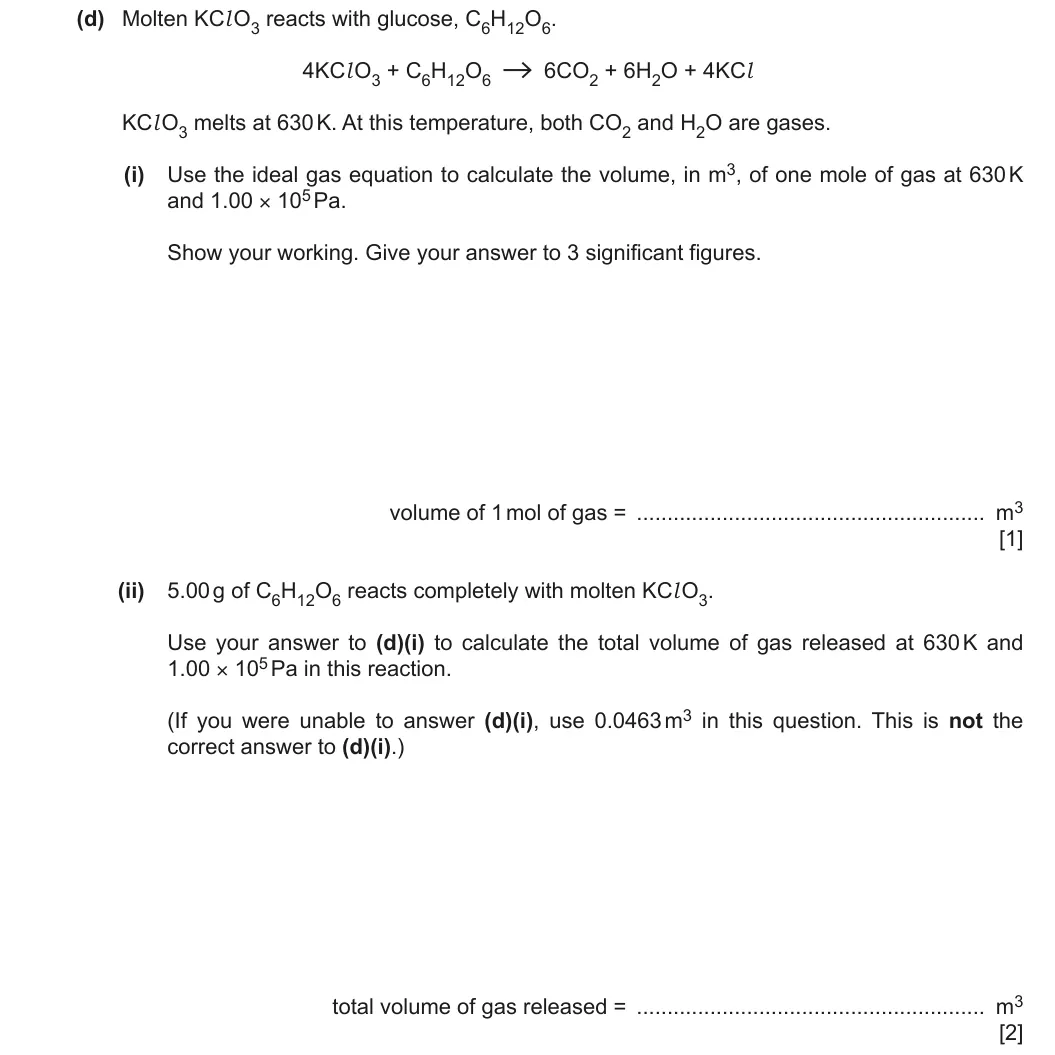 (d) Molten KClO₃ reacts with glucose, C₆H₁₂O₆.
4KClO₃ + C₆H₁₂O₆ → 6CO₂ + 6H₂O + 4KCl
KClO₃ melts at 630 K. At this temperature, both CO₂ and H₂O are gases.
(i) Use the ideal gas equation to calculate the volume, in m³, of one mole of gas at 630 K
and 1.00 × 10⁵ Pa.
Show your working. Give your answer to 3 significant figures.
volume of 1 mol of gas = ......................................................... m³
[1]
(ii) 5.00 g of C₆H₁₂O₆ reacts completely with molten KClO₃.
Use your answer to (d)(i) to calculate the total volume of gas released at 630 K and
1.00 × 10⁵ Pa in this reaction.
(If you were unable to answer (d)(i), use 0.0463 m³ in this question. This is not the
correct answer to (d)(i).)
total volume of gas released = ......................................................... m³
[2]